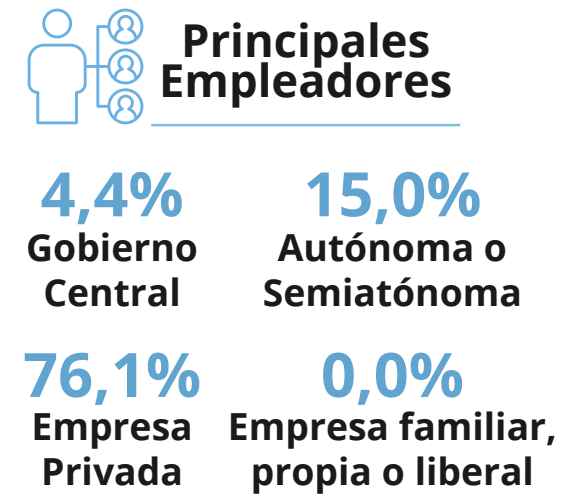 Principales
Empleadores
4,4%
Gobierno
Central
15,0%
Autónoma o
Semiatónoma
76,1%
Empresa
Privada
0,0%
Empresa familiar,
propia o liberal